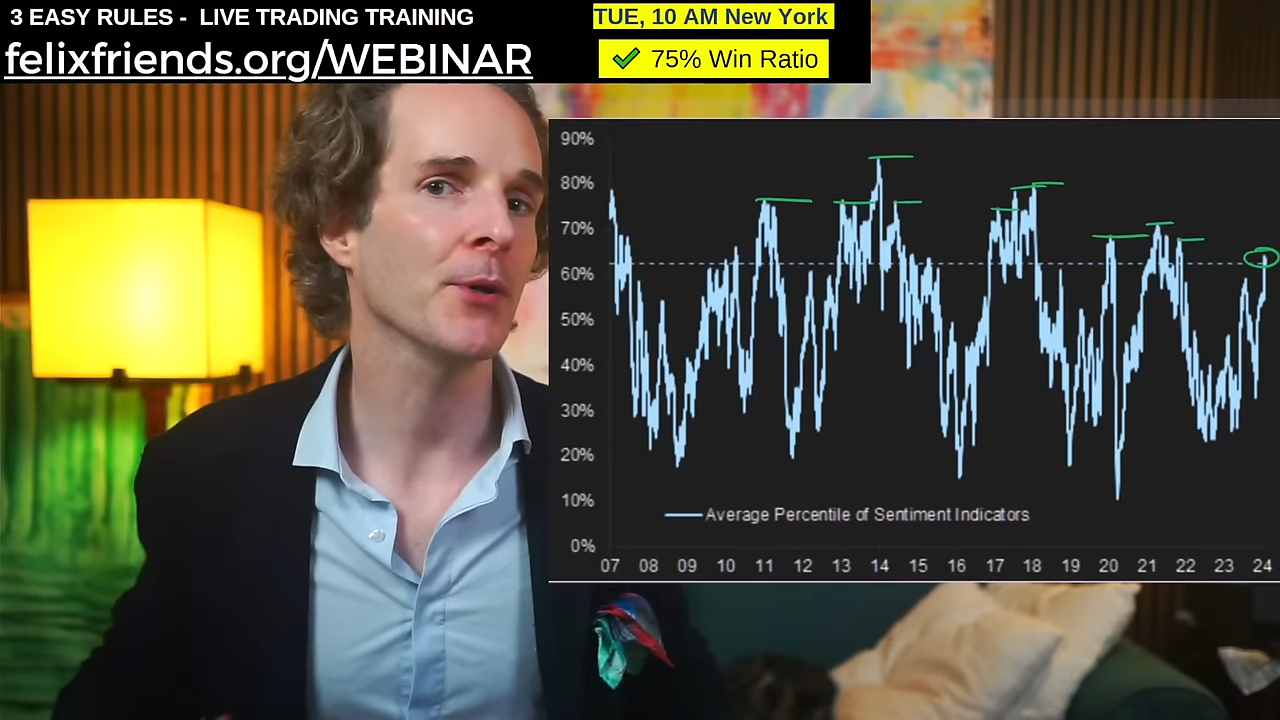 3 EASY RULES - LIVE TRADING TRAINING
felixfriends.org/WEBINAR
TUE, 10 AM New York
75% Win Ratio
90%
80%
70%
60%
50%
40%
30%
20%
10%
0%
Average Percentile of Sentiment Indicators
07 08 09 10 11 12 13 14 15 16 17 18 19 20 21 22 23 24